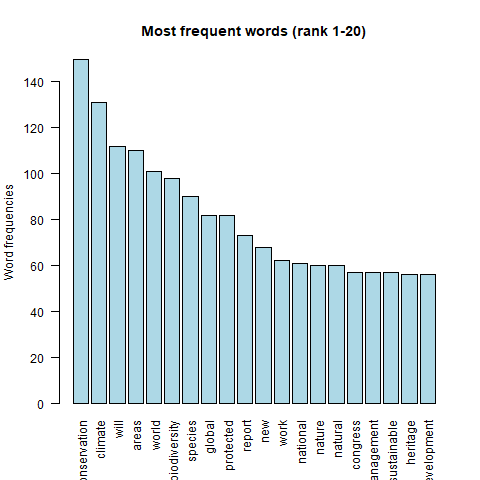 Most frequent words (rank 1-20)
Word frequencies
140
120
100
80
60
40
20
0
onservation
climate
will
areas
world
biodiversity
species
global
protected
report
new
work
national
nature
natural
congress
anagement
sustainable
heritage
evelopment